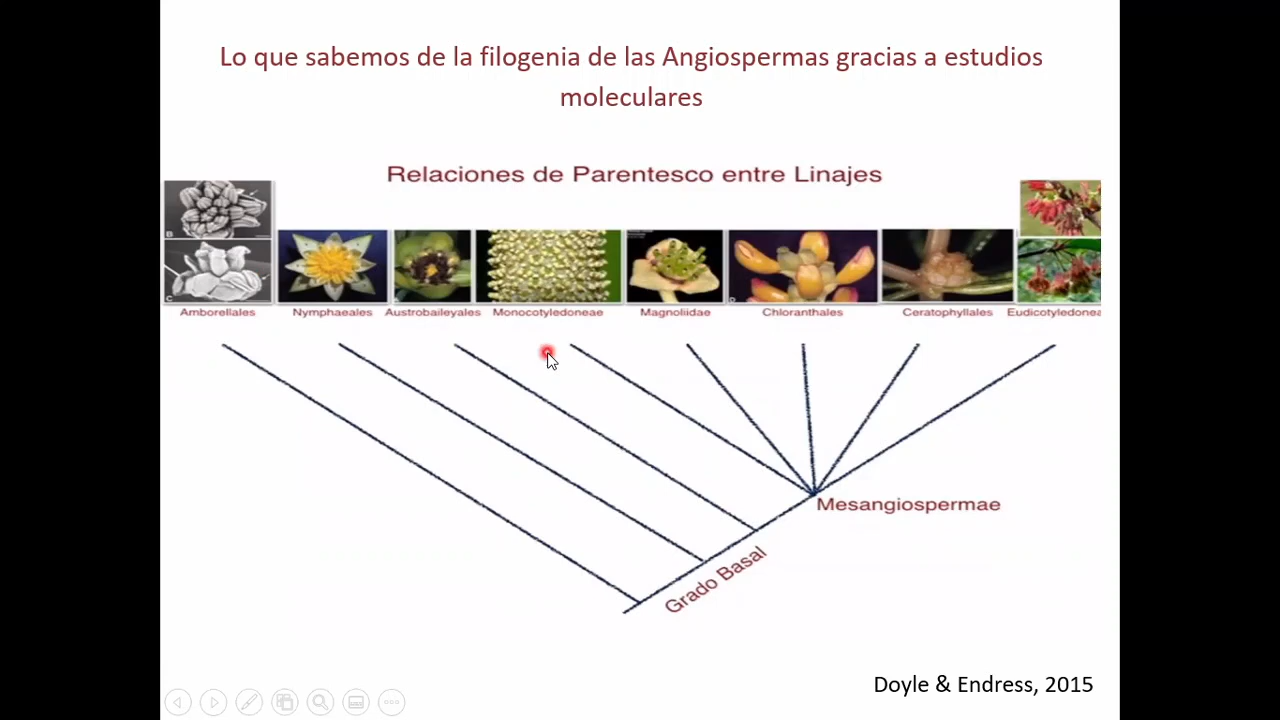 Lo que sabemos de la filogenia de las Angiospermas gracias a estudios
moleculares
Relaciones de Parentesco entre Linajes
B
C
Amborellales
Nymphaeales
Austrobaileyales
Monocotyledoneae
Magnoliidae
Chloranthales
Ceratophyllales
Eudicotyledonea
Mesangiospermae
Grado Basal
Doyle & Endress, 2015